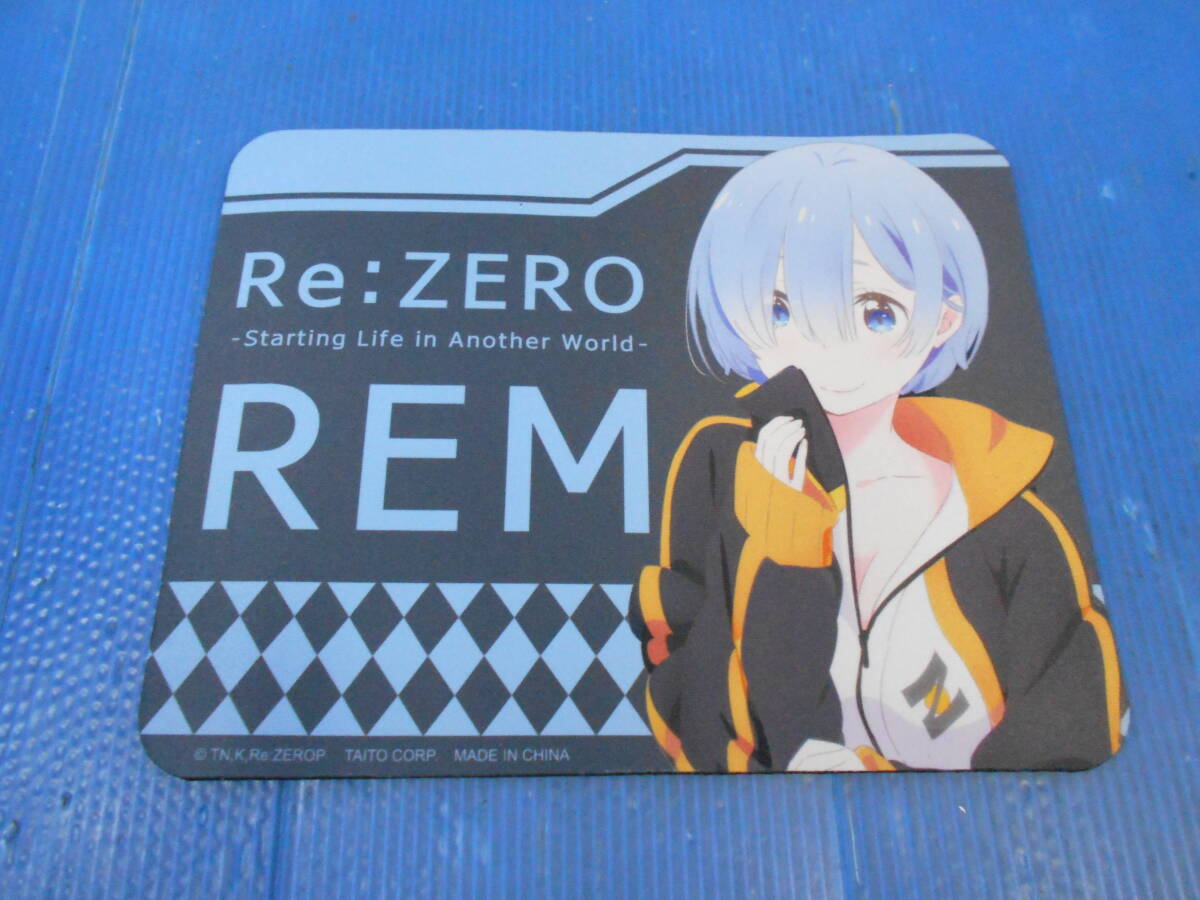 Re:ZERO
-Starting Life in Another World-
REM
N
© TN,K,Re:ZEROP TAITO CORP. MADE IN CHINA